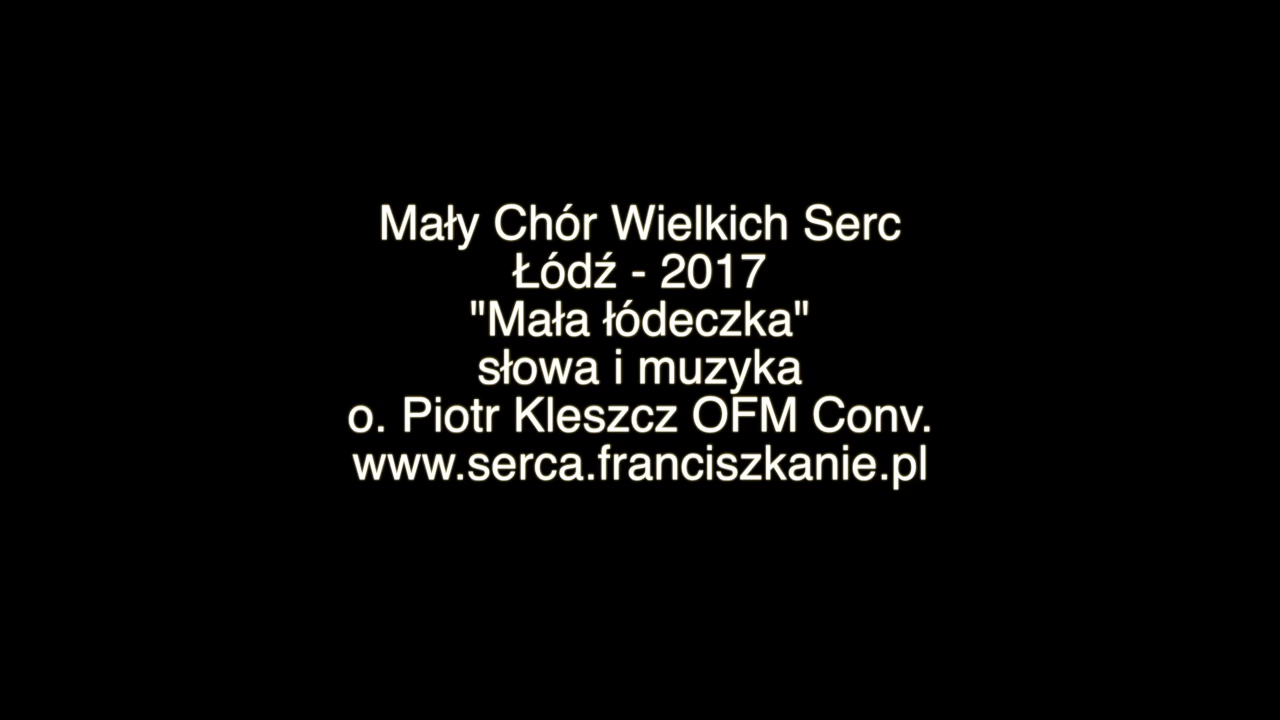 Mały Chór Wielkich Serc
Łódź - 2017
"Mała łódeczka"
słowa i muzyka
o. Piotr Kleszcz OFM Conv.
www.serca.franciszkanie.pl